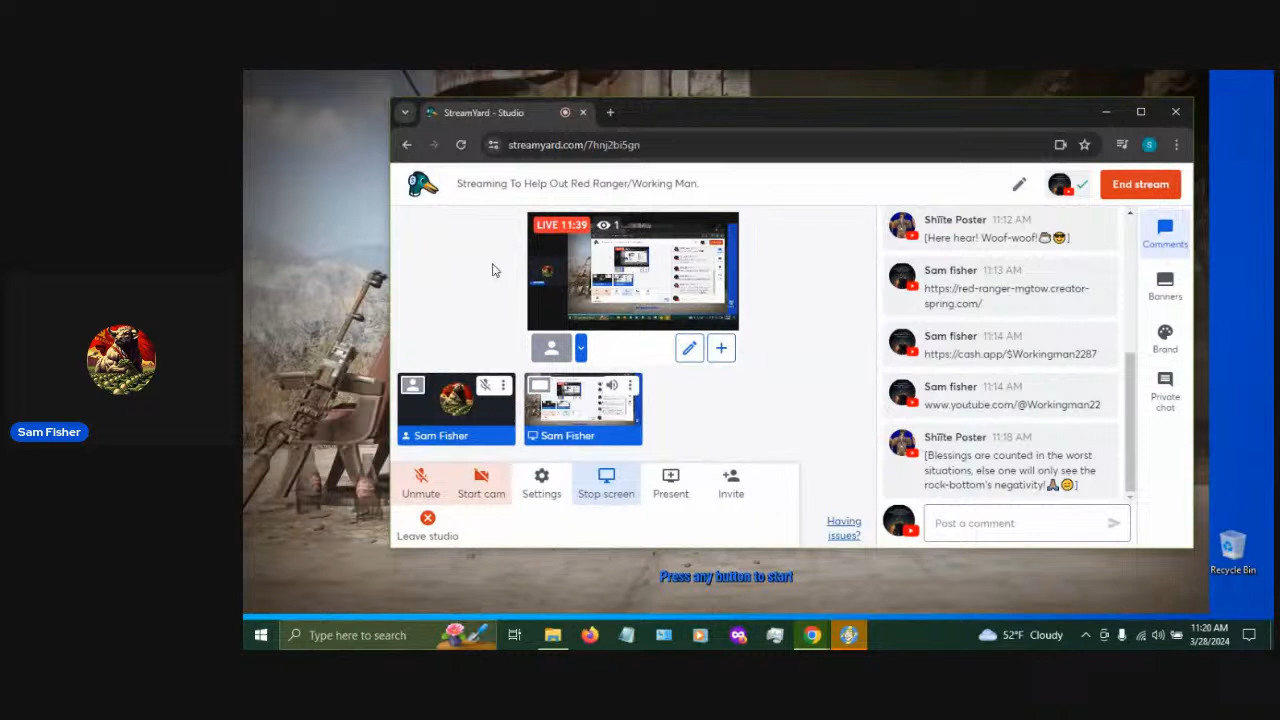 StreamYard - Studio
streamyard.com/7hnj2bi5gn
Streaming To Help Out Red Ranger/Working Man.
End stream
LIVE 11:39
1
Sam Fisher
Sam Fisher
Unmute
Start cam
Settings
Stop screen
Present
Invite
Leave studio
Having
issues?
Shïïte Poster 11:12 AM
[Here hear! Woof-woof!☕😎]
Sam fisher 11:13 AM
https://red-ranger-mgtow.creator-
spring.com/
Sam fisher 11:14 AM
https://cash.app/$Workingman2287
Sam fisher 11:14 AM
www.youtube.com/@Workingman22
Shïïte Poster 11:18 AM
[Blessings are counted in the worst
situations, else one will only see the
rock-bottom's negativity!🙏😑]
Post a comment
Comments
Banners
Brand
Private
chat
Sam Fisher
Press any button to start
Recycle Bin
Type here to search
52°F Cloudy
11:20 AM
3/28/2024